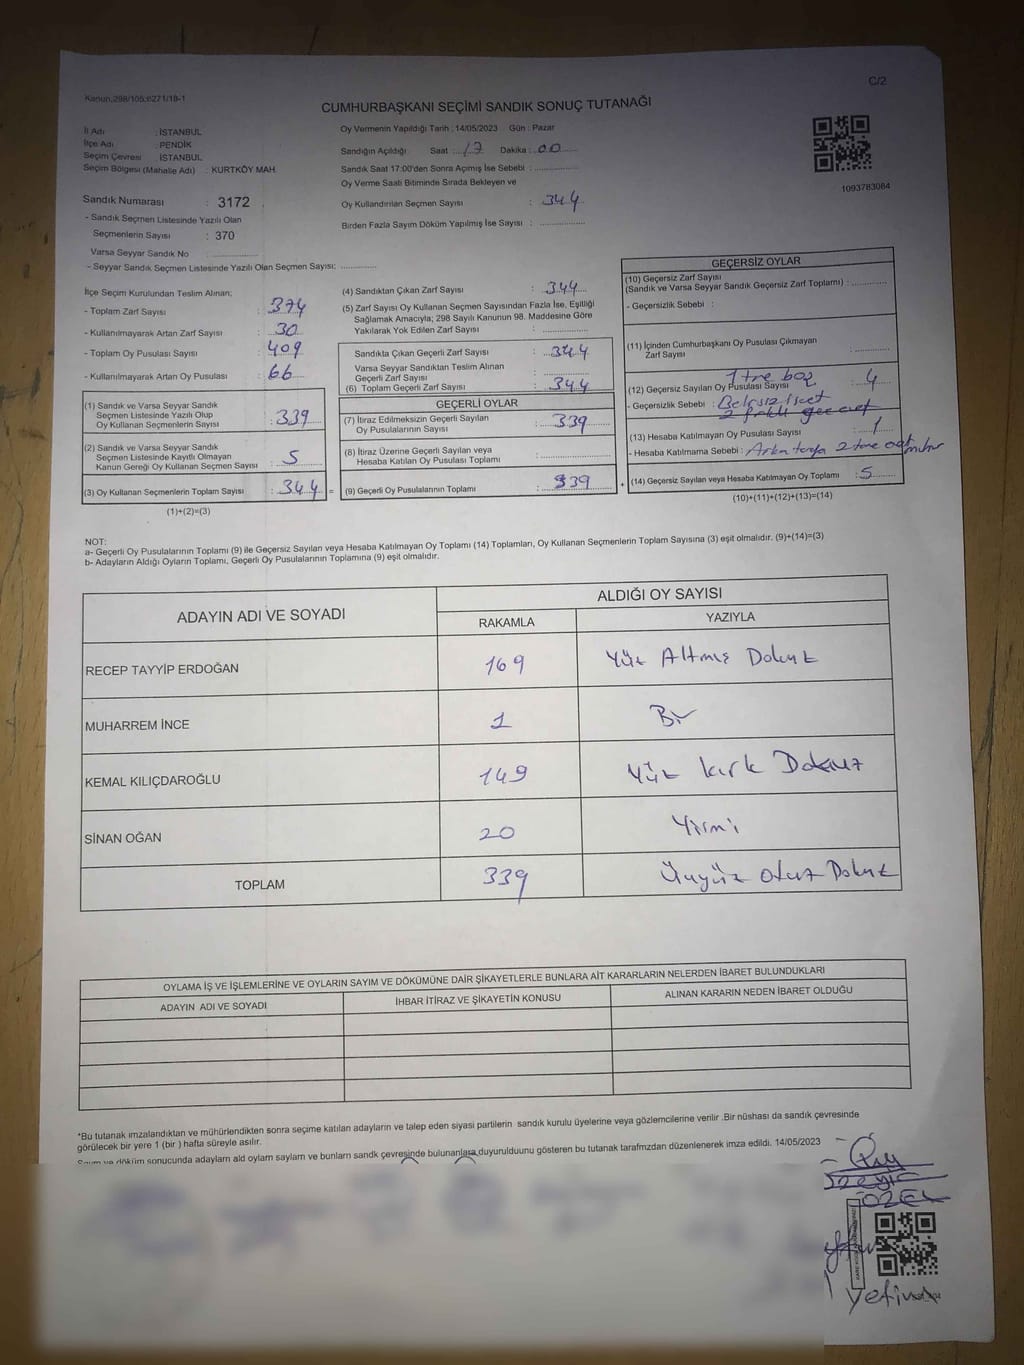 C/2
Kanun:298/105;6271/18-1
CUMHURBAŞKANI SEÇİMİ SANDIK SONUÇ TUTANAĞI
İl Adı : İSTANBUL
İlçe Adı : PENDİK
Seçim Çevresi : İSTANBUL
Seçim Bölgesi (Mahalle Adı) : KURTKÖY MAH.
Oy Vermenin Yapıldığı Tarih : 14/05/2023 Gün : Pazar
Sandığın Açıldığı Saat : 17 Dakika : 00
Sandık Saat 17:00'den Sonra Açımış İse Sebebi :
Oy Verme Saati Bitiminde Sırada Bekleyen ve
Oy Kullandırılan Seçmen Sayısı : 344
Birden Fazla Sayım Döküm Yapılmış İse Sayısı :
1093783084
Sandık Numarası : 3172
- Sandık Seçmen Listesinde Yazılı Olan
Seçmenlerin Sayısı : 370
Varsa Seyyar Sandık No
- Seyyar Sandık Seçmen Listesinde Yazılı Olan Seçmen Sayısı:
İlçe Seçim Kurulundan Teslim Alınan;
- Toplam Zarf Sayısı : 374
- Kullanılmayarak Artan Zarf Sayısı : 30
- Toplam Oy Pusulası Sayısı : 409
- Kullanılmayarak Artan Oy Pusulası : 66
(1) Sandık ve Varsa Seyyar Sandık
Seçmen Listesinde Yazılı Olup
Oy Kullanan Seçmenlerin Sayısı : 339
(2) Sandık ve Varsa Seyyar Sandık
Seçmen Listesinde Kayıtlı Olmayan
Kanun Gereği Oy Kullanan Seçmen Sayısı : 5
(3) Oy Kullanan Seçmenlerin Toplam Sayısı : 344 =
(1)+(2)=(3)
(4) Sandıktan Çıkan Zarf Sayısı : 344
(5) Zarf Sayısı Oy Kullanan Seçmen Sayısından Fazla İse, Eşitliği
Sağlamak Amacıyla; 298 Sayılı Kanunun 98. Maddesine Göre
Yakılarak Yok Edilen Zarf Sayısı :
Sandıkta Çıkan Geçerli Zarf Sayısı : 344
Varsa Seyyar Sandıktan Teslim Alınan
Geçerli Zarf Sayısı :
(6) Toplam Geçerli Zarf Sayısı : 344
GEÇERLİ OYLAR
(7) İtiraz Edilmeksizin Geçerli Sayılan
Oy Pusulalarının Sayısı : 339
(8) İtiraz Üzerine Geçerli Sayılan veya
Hesaba Katılan Oy Pusulası Toplamı :
(9) Geçerli Oy Pusulalarının Toplamı : 339 +
GEÇERSİZ OYLAR
(10) Geçersiz Zarf Sayısı
(Sandık ve Varsa Seyyar Sandık Geçersiz Zarf Toplamı) :
- Geçersizlik Sebebi :
(11) İçinden Cumhurbaşkanı Oy Pusulası Çıkmayan
Zarf Sayısı :
1 tne boş
(12) Geçersiz Sayılan Oy Pusulası Sayısı : 4
- Geçersizlik Sebebi :
(13) Hesaba Katılmayan Oy Pusulası Sayısı : 1
- Hesaba Katılmama Sebebi : Arka tarafa 2 tne
(14) Geçersiz Sayılan veya Hesaba Katılmayan Oy Toplamı : 5
(10)+(11)+(12)+(13)=(14)
NOT:
a- Geçerli Oy Pusulalarının Toplamı (9) ile Geçersiz Sayılan veya Hesaba Katılmayan Oy Toplamı (14) Toplamları, Oy Kullanan Seçmenlerin Toplam Sayısına (3) eşit olmalıdır. (9)+(14)=(3)
b- Adayların Aldığı Oyların Toplamı, Geçerli Oy Pusulalarının Toplamına (9) eşit olmalıdır.
ADAYIN ADI VE SOYADI
ALDIĞI OY SAYISI
RAKAMLA YAZIYLA
RECEP TAYYİP ERDOĞAN 169 Yüz Altmış Dokuz
MUHARREM İNCE 1 Bir
KEMAL KILIÇDAROĞLU 149 Yüz kırk Dokuz
SİNAN OĞAN 20 Yirmi
TOPLAM 339 Üçyüz otuz Dokuz
OYLAMA İŞ VE İŞLEMLERİNE VE OYLARIN SAYIM VE DÖKÜMÜNE DAİR ŞİKAYETLERLE BUNLARA AİT KARARLARIN NELERDEN İBARET BULUNDUKLARI
ADAYIN ADI VE SOYADI İHBAR İTİRAZ VE ŞİKAYETİN KONUSU ALINAN KARARIN NEDEN İBARET OLDUĞU
*Bu tutanak imzalandıktan ve mühürlendikten sonra seçime katılan adayların ve talep eden siyasi partilerin sandık kurulu üyelerine veya gözlemcilerine verilir .Bir nüshası da sandık çevresinde
görülecek bir yere 1 (bir ) hafta süreyle asılır.
Sayım ve döküm sonucunda adayların ald oylam saylam ve bunlarn sandk çevresinde bulunanlara duyurulduunu gösteren bu tutanak tarafmzdan düzenlenerek imza edildi. 14/05/2023
ÖZEL